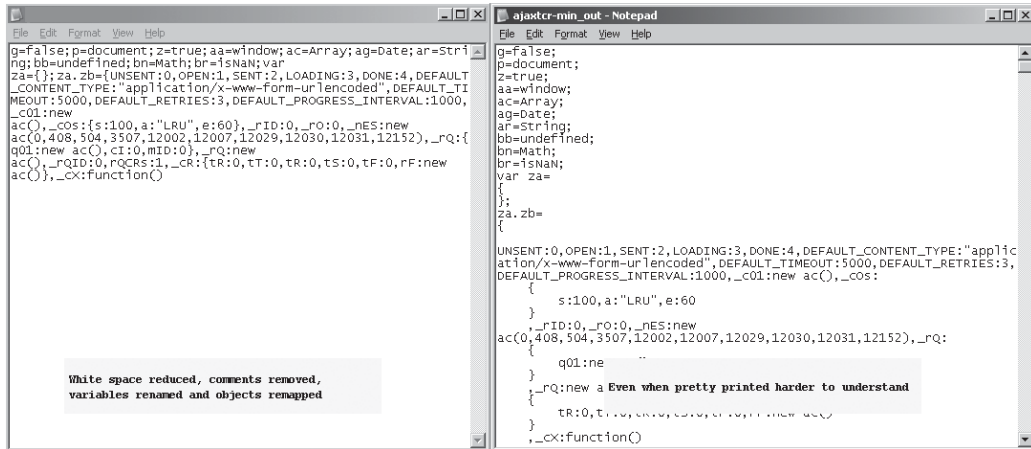 File Edit Format View Help
g=false;p=document;z=true;aa=window;ac=Array;ag=Date;ar=Stri
ng;bb=undefined;bn=Math;br=isNaN;var
za={};za.zb={UNSENT:0,OPEN:1,SENT:2,LOADING:3,DONE:4,DEFAULT
_CONTENT_TYPE:"application/x-www-form-urlencoded",DEFAULT_TI
MEOUT:5000,DEFAULT_RETRIES:3,DEFAULT_PROGRESS_INTERVAL:1000,
_c01:new
ac(),_cOs:{s:100,a:"LRU",e:60},_rID:0,_rO:0,_nES:new
ac(0,408,504,3507,12002,12007,12029,12030,12031,12152),_rQ:{
q01:new ac(),cI:0,mID:0},_rQ:new
ac(),_rQID:0,rQCRs:1,_cR:{tR:0,tT:0,tR:0,tS:0,tF:0,rF:new
ac()},_cX:function()
White space reduced, comments removed,
variables renamed and objects remapped
ajaxtcr-min_out - Notepad
File Edit Format View Help
g=false;
p=document;
z=true;
aa=window;
ac=Array;
ag=Date;
ar=String;
bb=undefined;
bn=Math;
br=isNaN;
var za=
{
};
za.zb=
{
UNSENT:0,OPEN:1,SENT:2,LOADING:3,DONE:4,DEFAULT_CONTENT_TYPE:"applic
ation/x-www-form-urlencoded",DEFAULT_TIMEOUT:5000,DEFAULT_RETRIES:3,
DEFAULT_PROGRESS_INTERVAL:1000,_c01:new ac(),_cOs:
{
s:100,a:"LRU",e:60
}
,_rID:0,_rO:0,_nES:new
ac(0,408,504,3507,12002,12007,12029,12030,12031,12152),_rQ:
{
q01:ne
}
,_rQ:new a
Even when pretty printed harder to understand
{
tR:0,
}
,_cX:function()